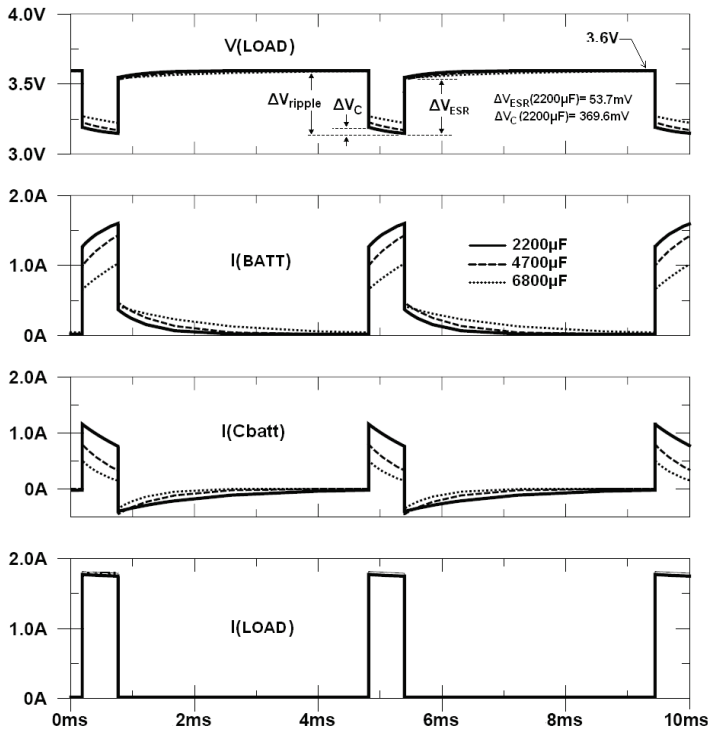 4.0V
V(LOAD)
3.6V
3.5V
ΔVripple
ΔVC
ΔVESR
ΔVESR(2200µF)= 53.7mV
ΔVC (2200µF)= 369.6mV
3.0V
2.0A
I(BATT)
1.0A
2200µF
4700µF
6800µF
0A
2.0A
I(Cbatt)
1.0A
0A
2.0A
I(LOAD)
1.0A
0A
0ms 2ms 4ms 6ms 8ms 10ms